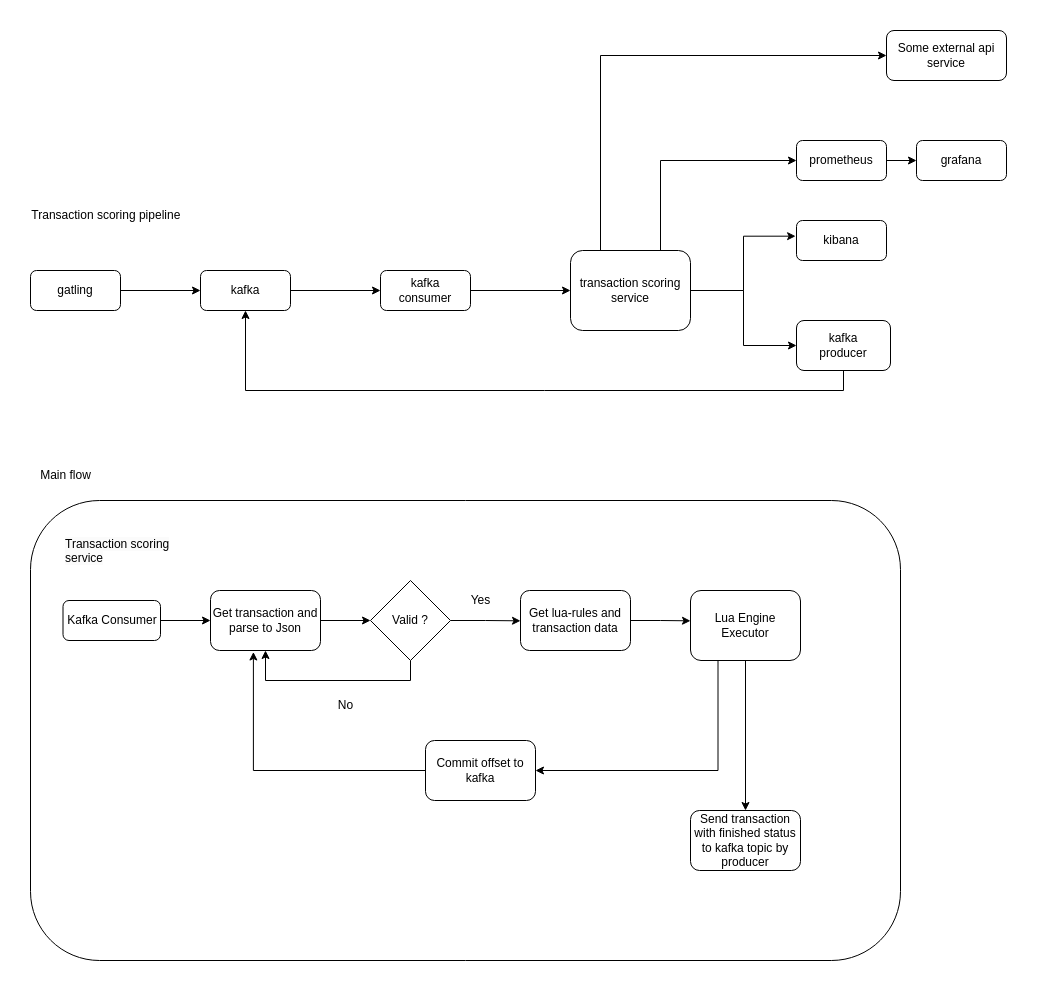 Some external api
service
prometheus
grafana
Transaction scoring pipeline
kibana
gatling
kafka
kafka
consumer
transaction scoring
service
kafka
producer
Main flow
Transaction scoring
service
Kafka Consumer
Get transaction and
parse to Json
Valid ?
Yes
Get lua-rules and
transaction data
Lua Engine
Executor
No
Commit offset to
kafka
Send transaction
with finished status
to kafka topic by
producer